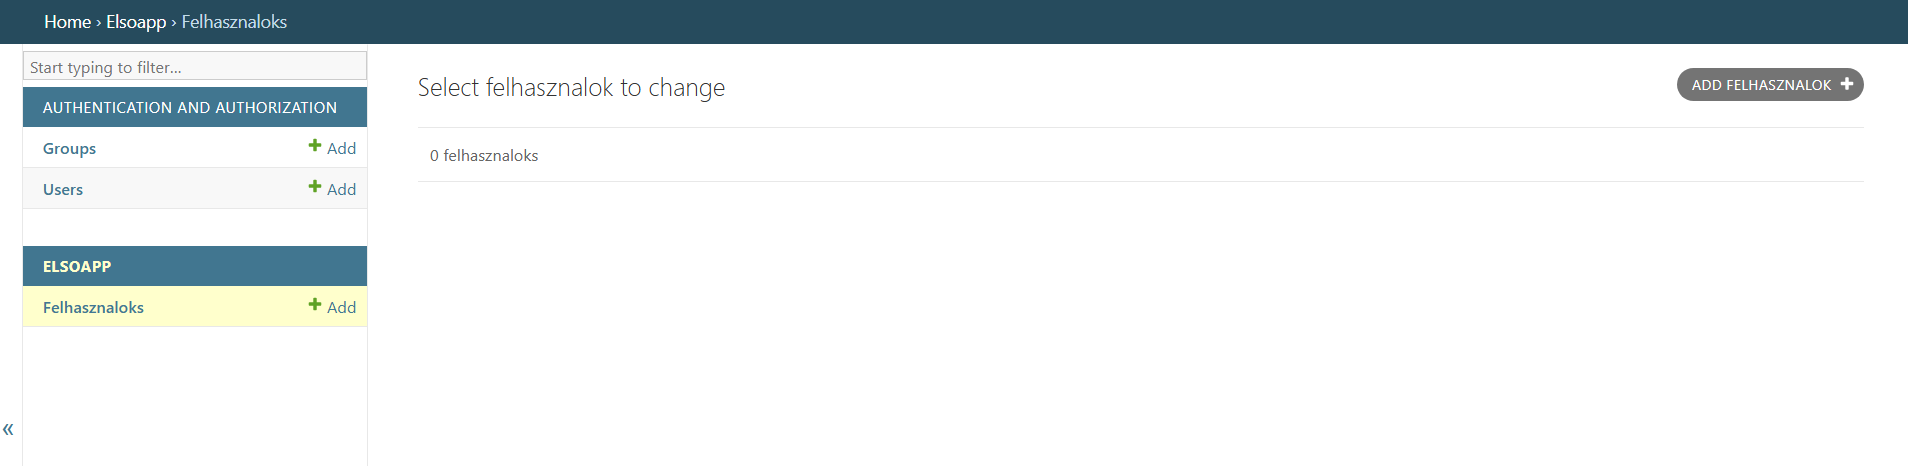 Home › Elsoapp › Felhasznaloks
Start typing to filter...
AUTHENTICATION AND AUTHORIZATION
Groups + Add
Users + Add
ELSOAPP
Felhasznaloks + Add
«
Select felhasznalok to change
ADD FELHASZNALOK +
0 felhasznaloks